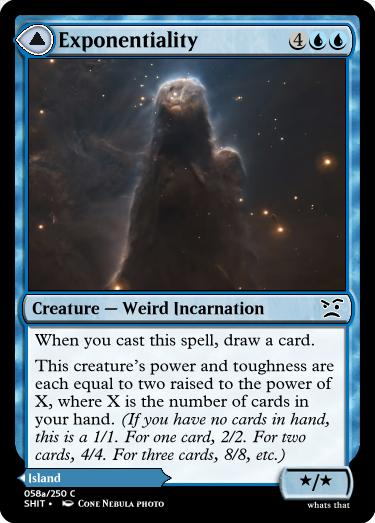 Exponentiality 4
Creature — Weird Incarnation
When you cast this spell, draw a card.
This creature's power and toughness are
each equal to two raised to the power of
X, where X is the number of cards in
your hand. (If you have no cards in hand,
this is a 1/1. For one card, 2/2. For two
cards, 4/4. For three cards, 8/8, etc.)
Island
★/★
058a/250 C
SHIT • Cone Nebula photo
whats that